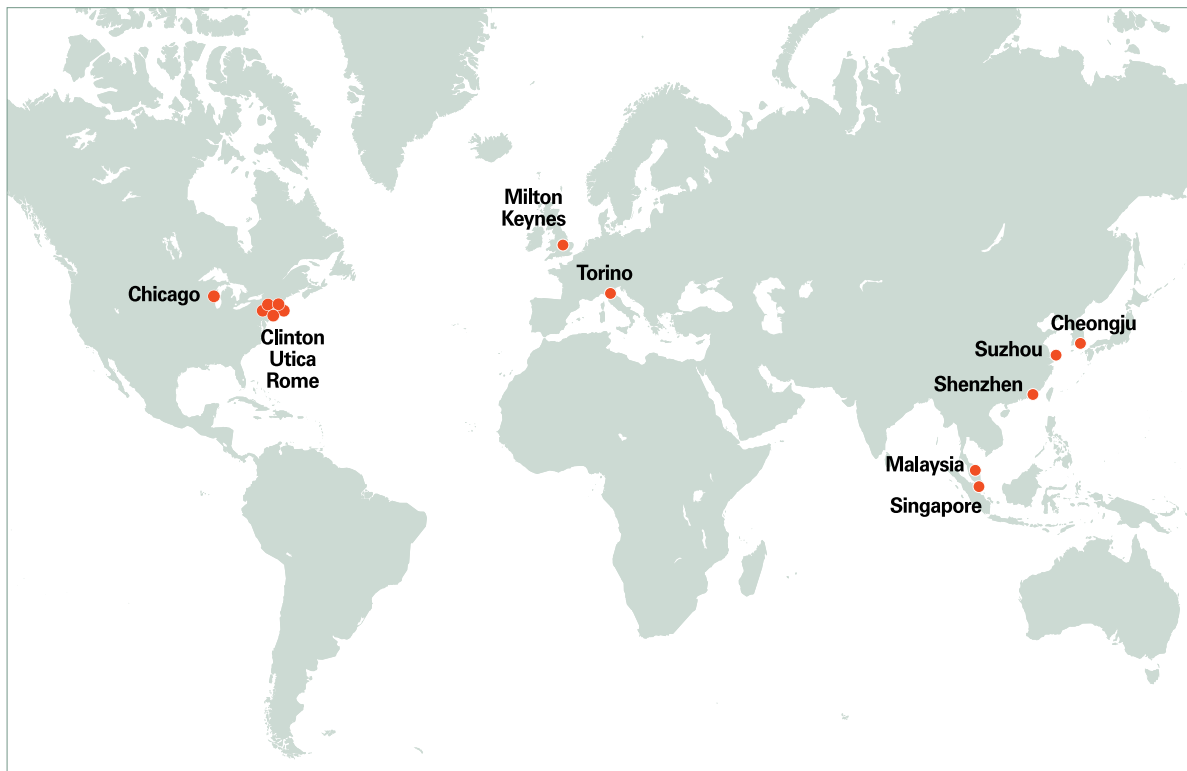 Milton
Keynes
Torino
Chicago
Clinton
Utica
Rome
Cheongju
Suzhou
Shenzhen
Malaysia
Singapore